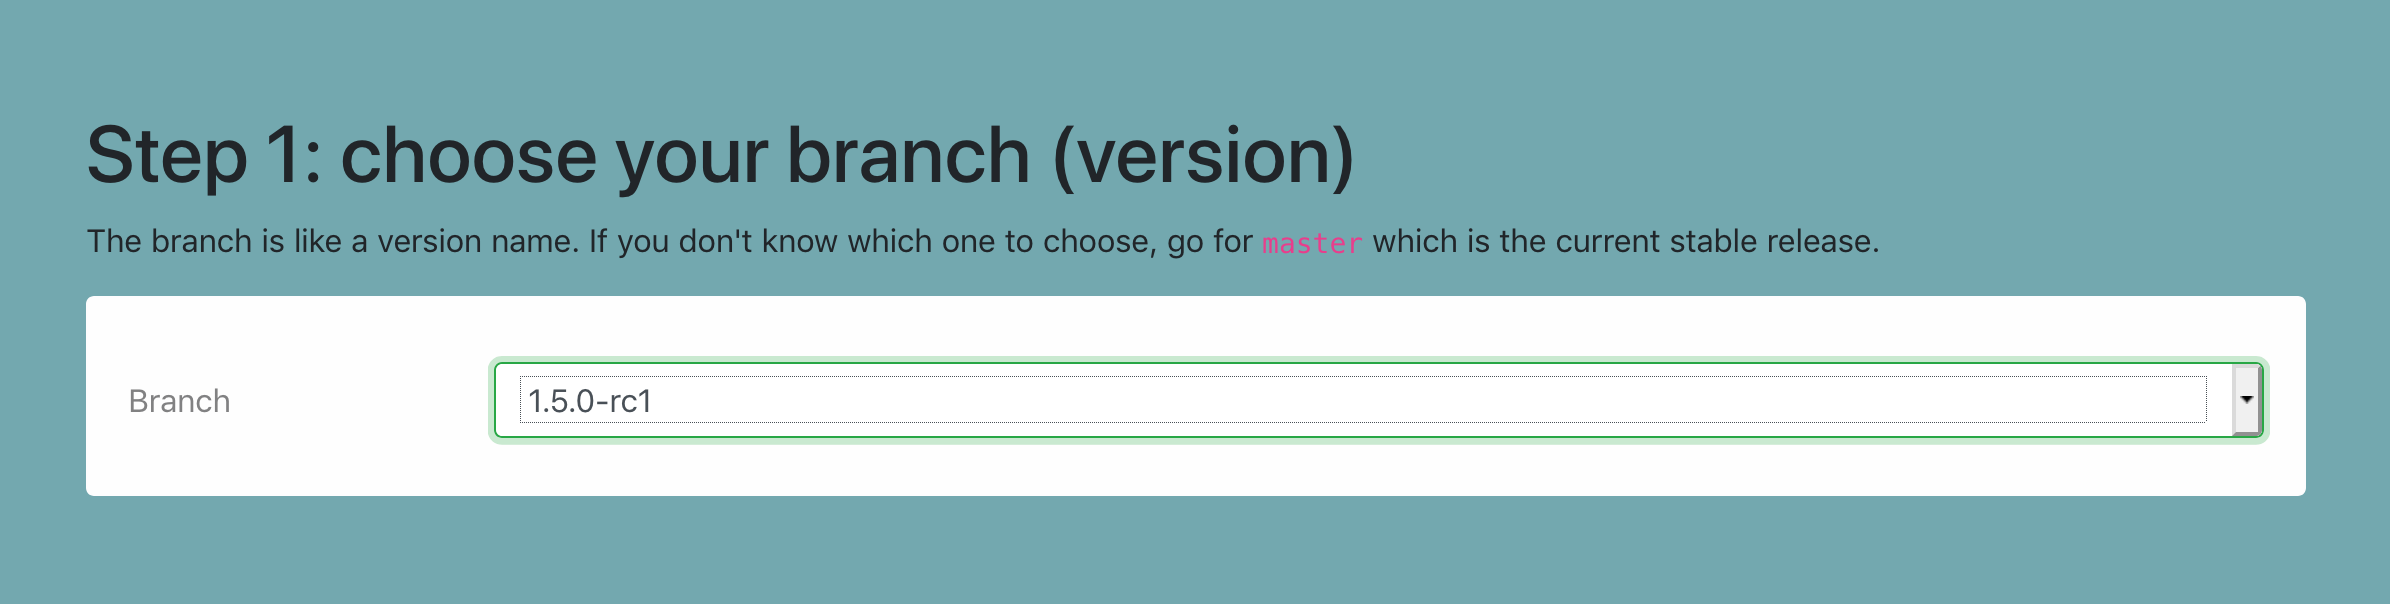 Step 1: choose your branch (version)
The branch is like a version name. If you don't know which one to choose, go for master which is the current stable release.
Branch
1.5.0-rc1